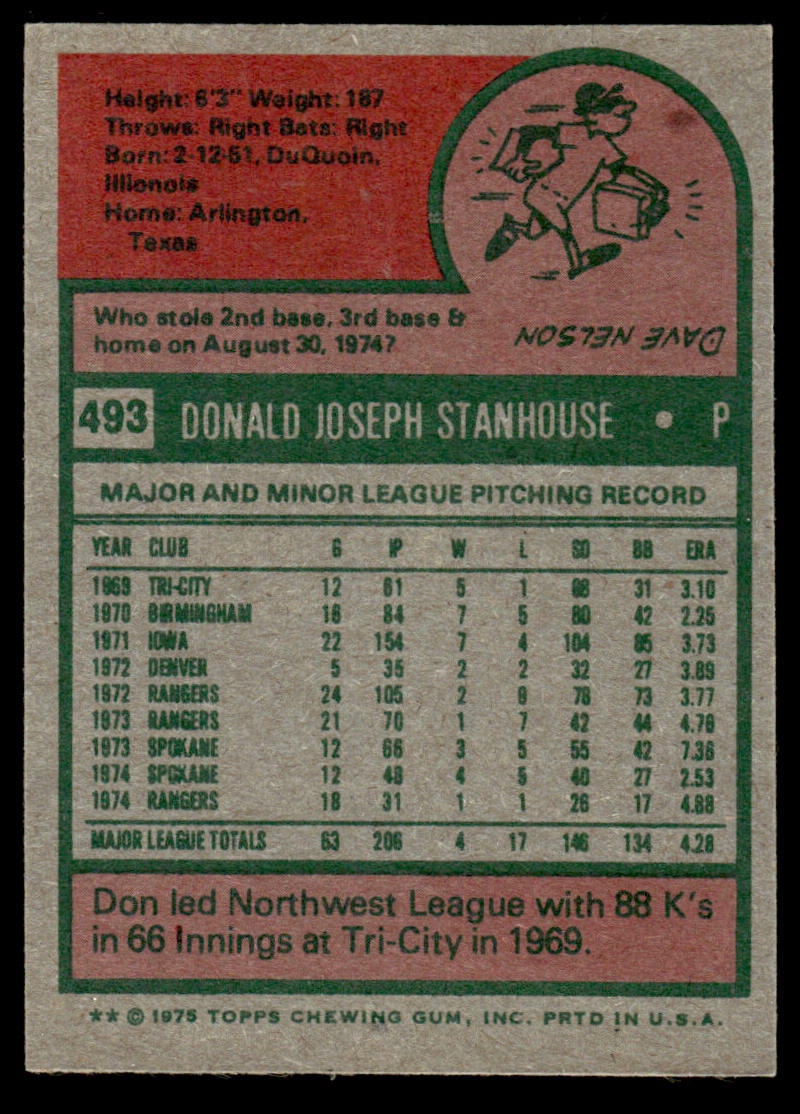 Height: 6'3" Weight: 187
Throws: Right Bats: Right
Born: 2-12-51, DuQuoin,
Illionois
Home: Arlington,
Texas
Who stole 2nd base, 3rd base &
home on August 30, 1974?
DAVE NELSON
493 DONALD JOSEPH STANHOUSE • P
MAJOR AND MINOR LEAGUE PITCHING RECORD
YEAR CLUB G IP W L SO BB ERA
1969 TRI-CITY 12 61 5 1 88 31 3.10
1970 BIRMINGHAM 16 84 7 5 80 42 2.25
1971 IOWA 22 154 7 4 104 85 3.73
1972 DENVER 5 35 2 2 32 27 3.89
1972 RANGERS 24 105 2 9 78 73 3.77
1973 RANGERS 21 70 1 7 42 44 4.76
1973 SPOKANE 12 66 3 5 55 42 7.36
1974 SPOKANE 12 48 4 5 40 27 2.53
1974 RANGERS 18 31 1 1 26 17 4.88
MAJOR LEAGUE TOTALS 63 206 4 17 146 134 4.28
Don led Northwest League with 88 K's
in 66 Innings at Tri-City in 1969.
** © 1975 TOPPS CHEWING GUM, INC. PRTD IN U.S.A.